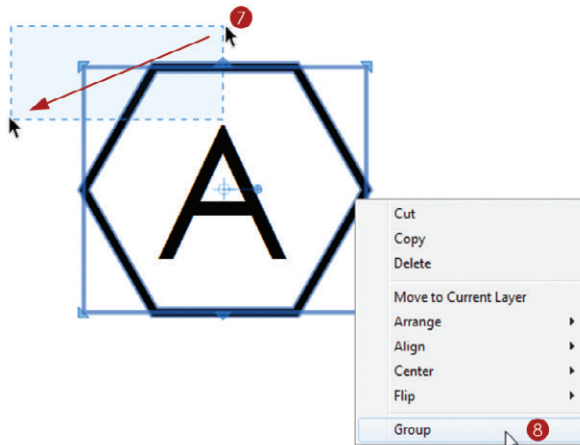 7
A
Cut
Copy
Delete
Move to Current Layer
Arrange
Align
Center
Flip
Group
8